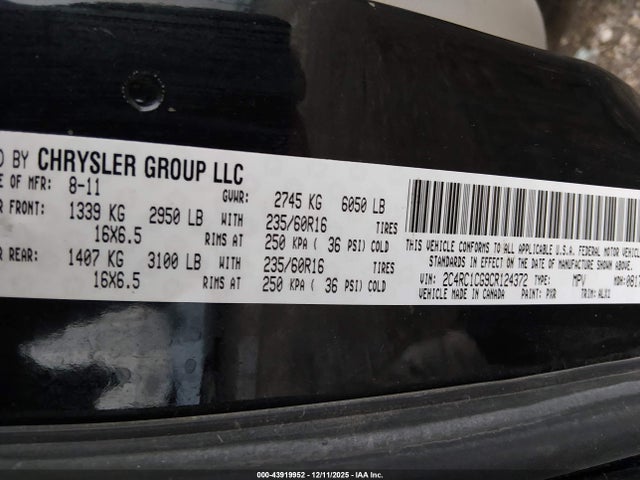 D BY CHRYSLER GROUP LLC
E OF MFR: 8-11 GVWR: 2745 KG 6050 LB
FRONT: 1339 KG 2950 LB WITH 235/60R16 TIRES
16X6.5 RIMS AT 250 KPA ( 36 PSI) COLD
REAR: 1407 KG 3100 LB WITH 235/60R16 TIRES
16X6.5 RIMS AT 250 KPA ( 36 PSI) COLD
THIS VEHICLE CONFORMS TO ALL APPLICABLE U.S.A. FEDERAL MOTOR VEHICLE
STANDARDS IN EFFECT ON THE DATE OF MANUFACTURE SHOWN
VIN: 2C4RC1CG9CR124372 TYPE: MPV MDH:
VEHICLE MADE IN CANADA PAINT: PXR TRIM:
000-43919952 - 12/11/2025 - IAA Inc.